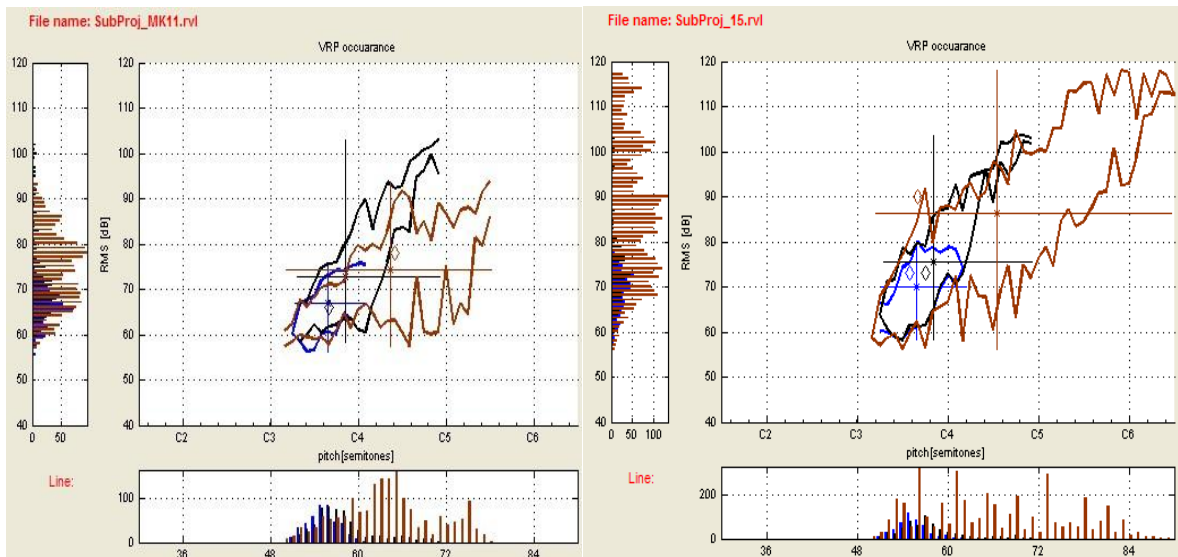 File name: SubProj_MK11.rvl
VRP occuarance
120
110
100
90
80
70
60
50
40
RMS [dB]
0 50
C2 C3 C4 C5 C6
pitch[semitones]
Line:
100
0
36 48 60 72 84
File name: SubProj_15.rvl
VRP occuarance
120
110
100
90
80
70
60
50
40
RMS [dB]
0 50 100
C2 C3 C4 C5 C6
pitch[semitones]
Line:
200
0
36 48 60 72 84